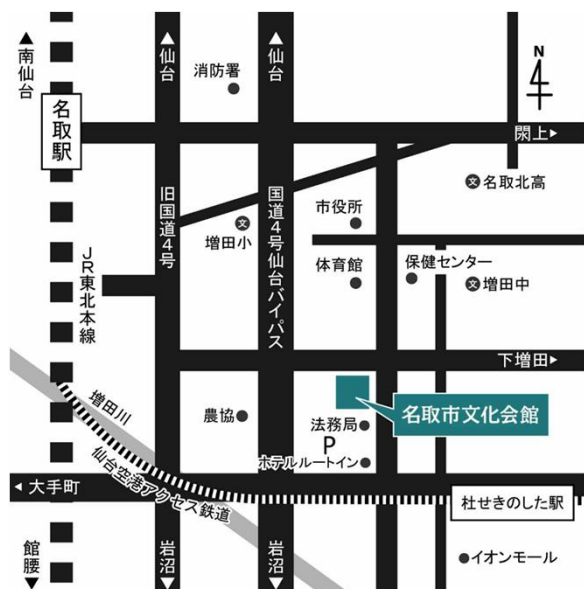 ▲南仙台
▲仙台
▲仙台
N
消防署
名取駅
閖上▶
旧国道4号
国道4号仙台バイパス
文 名取北高
市役所
文
増田小
JR東北本線
体育館
保健センター
文 増田中
下増田▶
増田川
農協
名取市文化会館
法務局
P
ホテルルートイン
仙台空港アクセス鉄道
◀大手町
杜せきのした駅
館腰▼
岩沼▼
岩沼▼
イオンモール